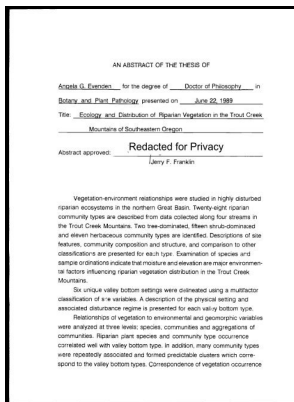 AN ABSTRACT OF THE THESIS OF
Angela G. Evenden for the degree of Doctor of Philosophy in
Botany and Plant Pathology presented on June 22, 1989
Title: Ecology and Distribution of Riparian Vegetation in the Trout Creek
Mountains of Southeastern Oregon
Redacted for Privacy
Abstract approved:
Jerry F. Franklin
Vegetation-environment relationships were studied in highly disturbed
riparian ecosystems in the northern Great Basin. Twenty-eight riparian
community types are described from data collected along four streams in
the Trout Creek Mountains. Two tree-dominated, fifteen shrub-dominated
and eleven herbaceous community types are identified. Descriptions of site
features, community composition and structure, and comparison to other
classifications are presented for each type. Examination of species and
sample ordinations indicate that moisture and elevation are major environmen-
tal factors influencing riparian vegetation distribution in the Trout Creek
Mountains.
Six unique valley bottom settings were delineated using a multifactor
classification of site variables. A description of the physical setting and
associated disturbance regime is presented for each valley bottom type.
Relationships of vegetation to environmental and geomorphic variables
were analyzed at three levels; species, communities and aggregations of
communities. Riparian plant species and community type occurrence
correlated well with valley bottom type. In addition, many community types
were repeatedly associated and formed predictable clusters which corre-
spond to the valley bottom types. Correspondence of vegetation occurrence